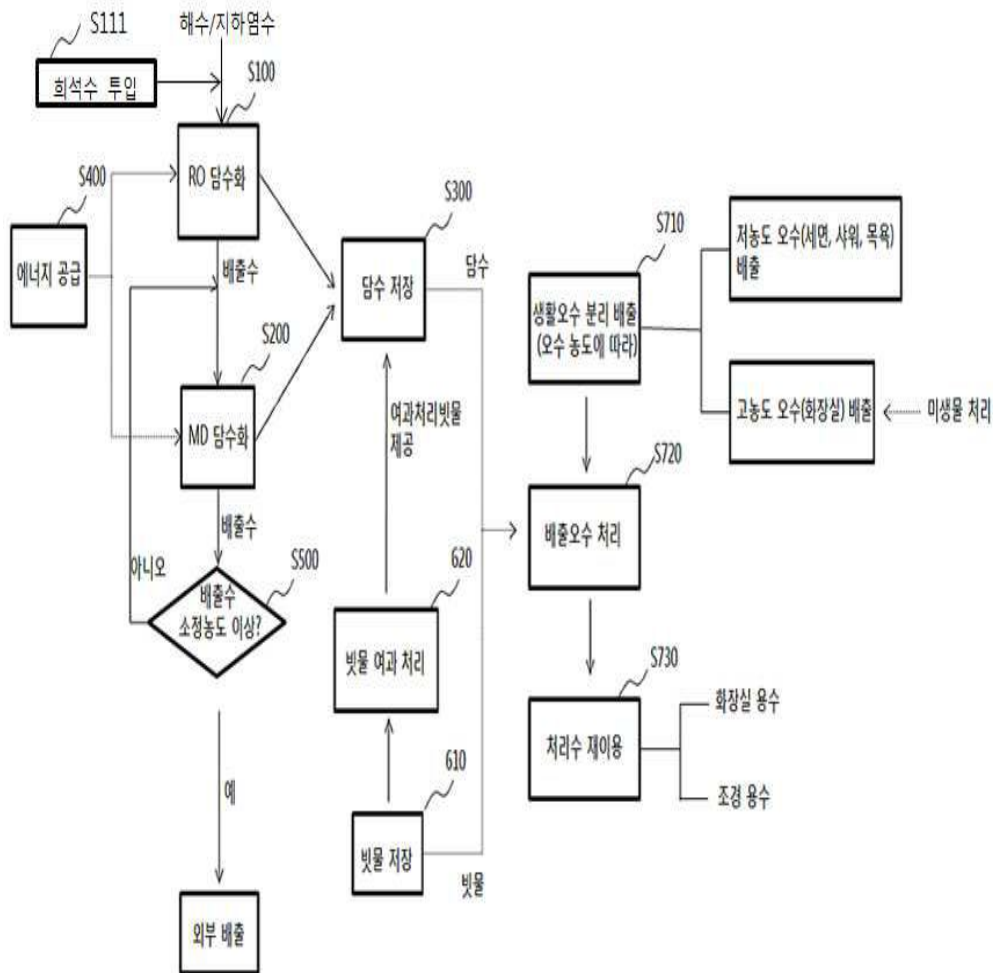 S111
해수/지하염수
희석수 투입
S100
RO 담수화
S400
에너지 공급
배출수
S200
MD 담수화
배출수
아니오
S500
배출수
소정농도 이상?
예
외부 배출
S300
담수 저장
담수
여과처리빗물
제공
620
빗물 여과 처리
610
빗물 저장
빗물
S710
생활오수 분리 배출
(오수 농도에 따라)
저농도 오수(세면, 샤워, 목욕)
배출
고농도 오수(화장실) 배출
미생물 처리
S720
배출오수 처리
S730
처리수 재이용
화장실 용수
조경 용수